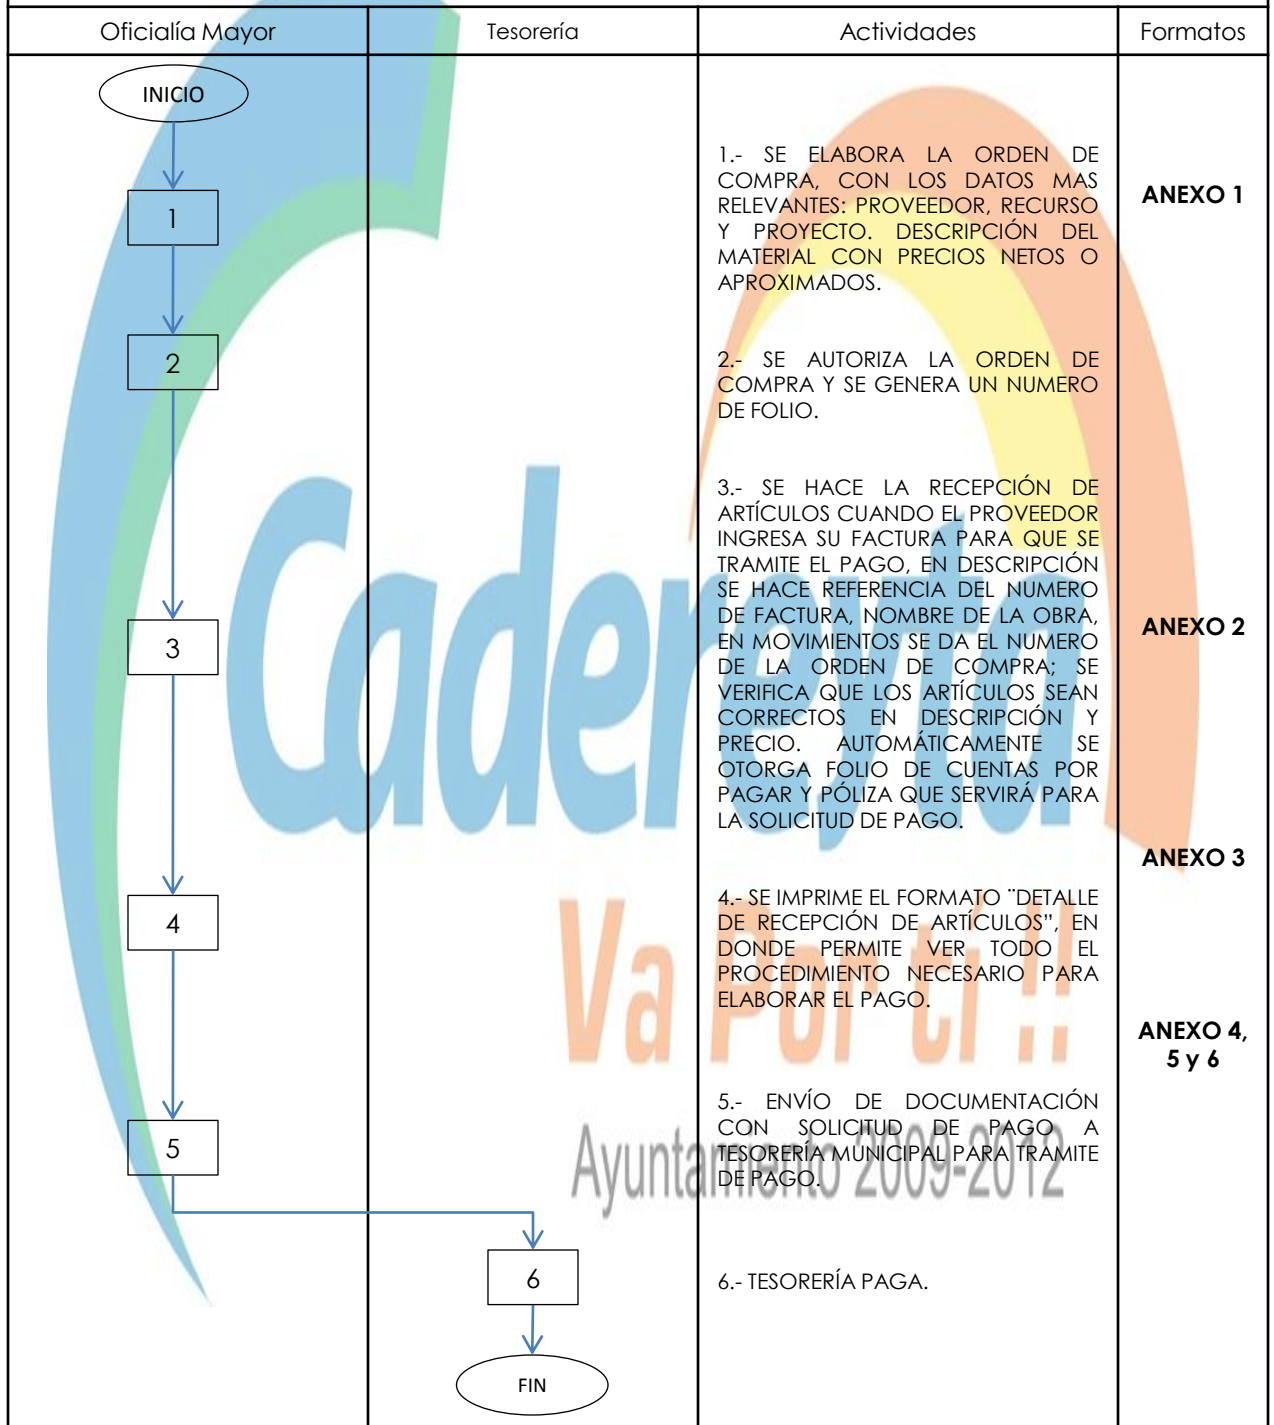 Oficialía Mayor
Tesorería
Actividades
Formatos
INICIO
1
2
3
4
5
6
FIN
1.- SE ELABORA LA ORDEN DE
COMPRA, CON LOS DATOS MAS
RELEVANTES: PROVEEDOR, RECURSO
Y PROYECTO. DESCRIPCIÓN DEL
MATERIAL CON PRECIOS NETOS O
APROXIMADOS.
2.- SE AUTORIZA LA ORDEN DE
COMPRA Y SE GENERA UN NUMERO
DE FOLIO.
3.- SE HACE LA RECEPCIÓN DE
ARTÍCULOS CUANDO EL PROVEEDOR
INGRESA SU FACTURA PARA QUE SE
TRAMITE EL PAGO, EN DESCRIPCIÓN
SE HACE REFERENCIA DEL NUMERO
DE FACTURA, NOMBRE DE LA OBRA,
EN MOVIMIENTOS SE DA EL NUMERO
DE LA ORDEN DE COMPRA; SE
VERIFICA QUE LOS ARTÍCULOS SEAN
CORRECTOS EN DESCRIPCIÓN Y
PRECIO. AUTOMÁTICAMENTE SE
OTORGA FOLIO DE CUENTAS POR
PAGAR Y PÓLIZA QUE SERVIRÁ PARA
LA SOLICITUD DE PAGO.
4.- SE IMPRIME EL FORMATO ¨DETALLE
DE RECEPCIÓN DE ARTÍCULOS”, EN
DONDE PERMITE VER TODO EL
PROCEDIMIENTO NECESARIO PARA
ELABORAR EL PAGO.
5.- ENVÍO DE DOCUMENTACIÓN
CON SOLICITUD DE PAGO A
TESORERÍA MUNICIPAL PARA TRAMITE
DE PAGO.
6.- TESORERÍA PAGA.
ANEXO 1
ANEXO 2
ANEXO 3
ANEXO 4,
5 y 6
Cadereyta
Va Por tí !!
Ayuntamiento 2009-2012